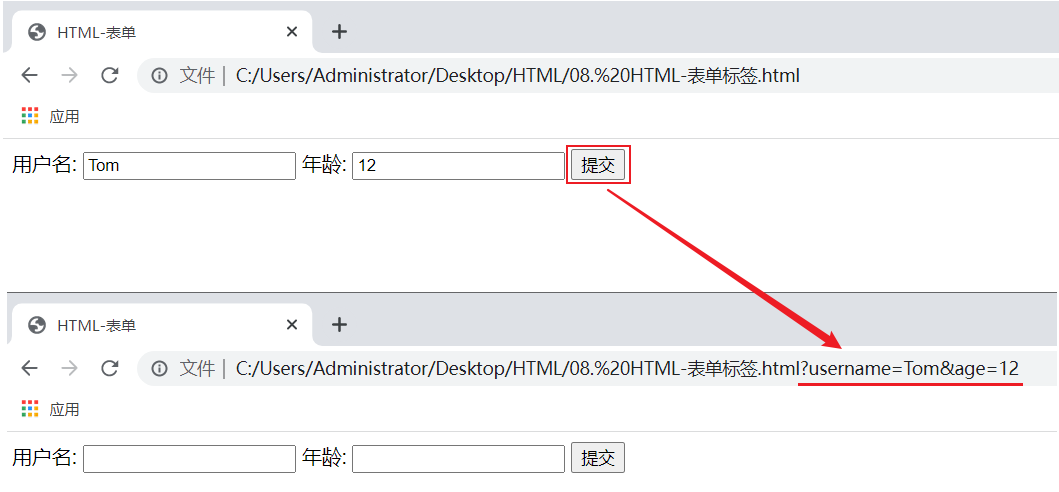 HTML-表单
文件 | C:/Users/Administrator/Desktop/HTML/08.%20HTML-表单标签.html
应用
用户名: Tom 年龄: 12 提交
HTML-表单
文件 | C:/Users/Administrator/Desktop/HTML/08.%20HTML-表单标签.html?username=Tom&age=12
应用
用户名: 年龄: 提交